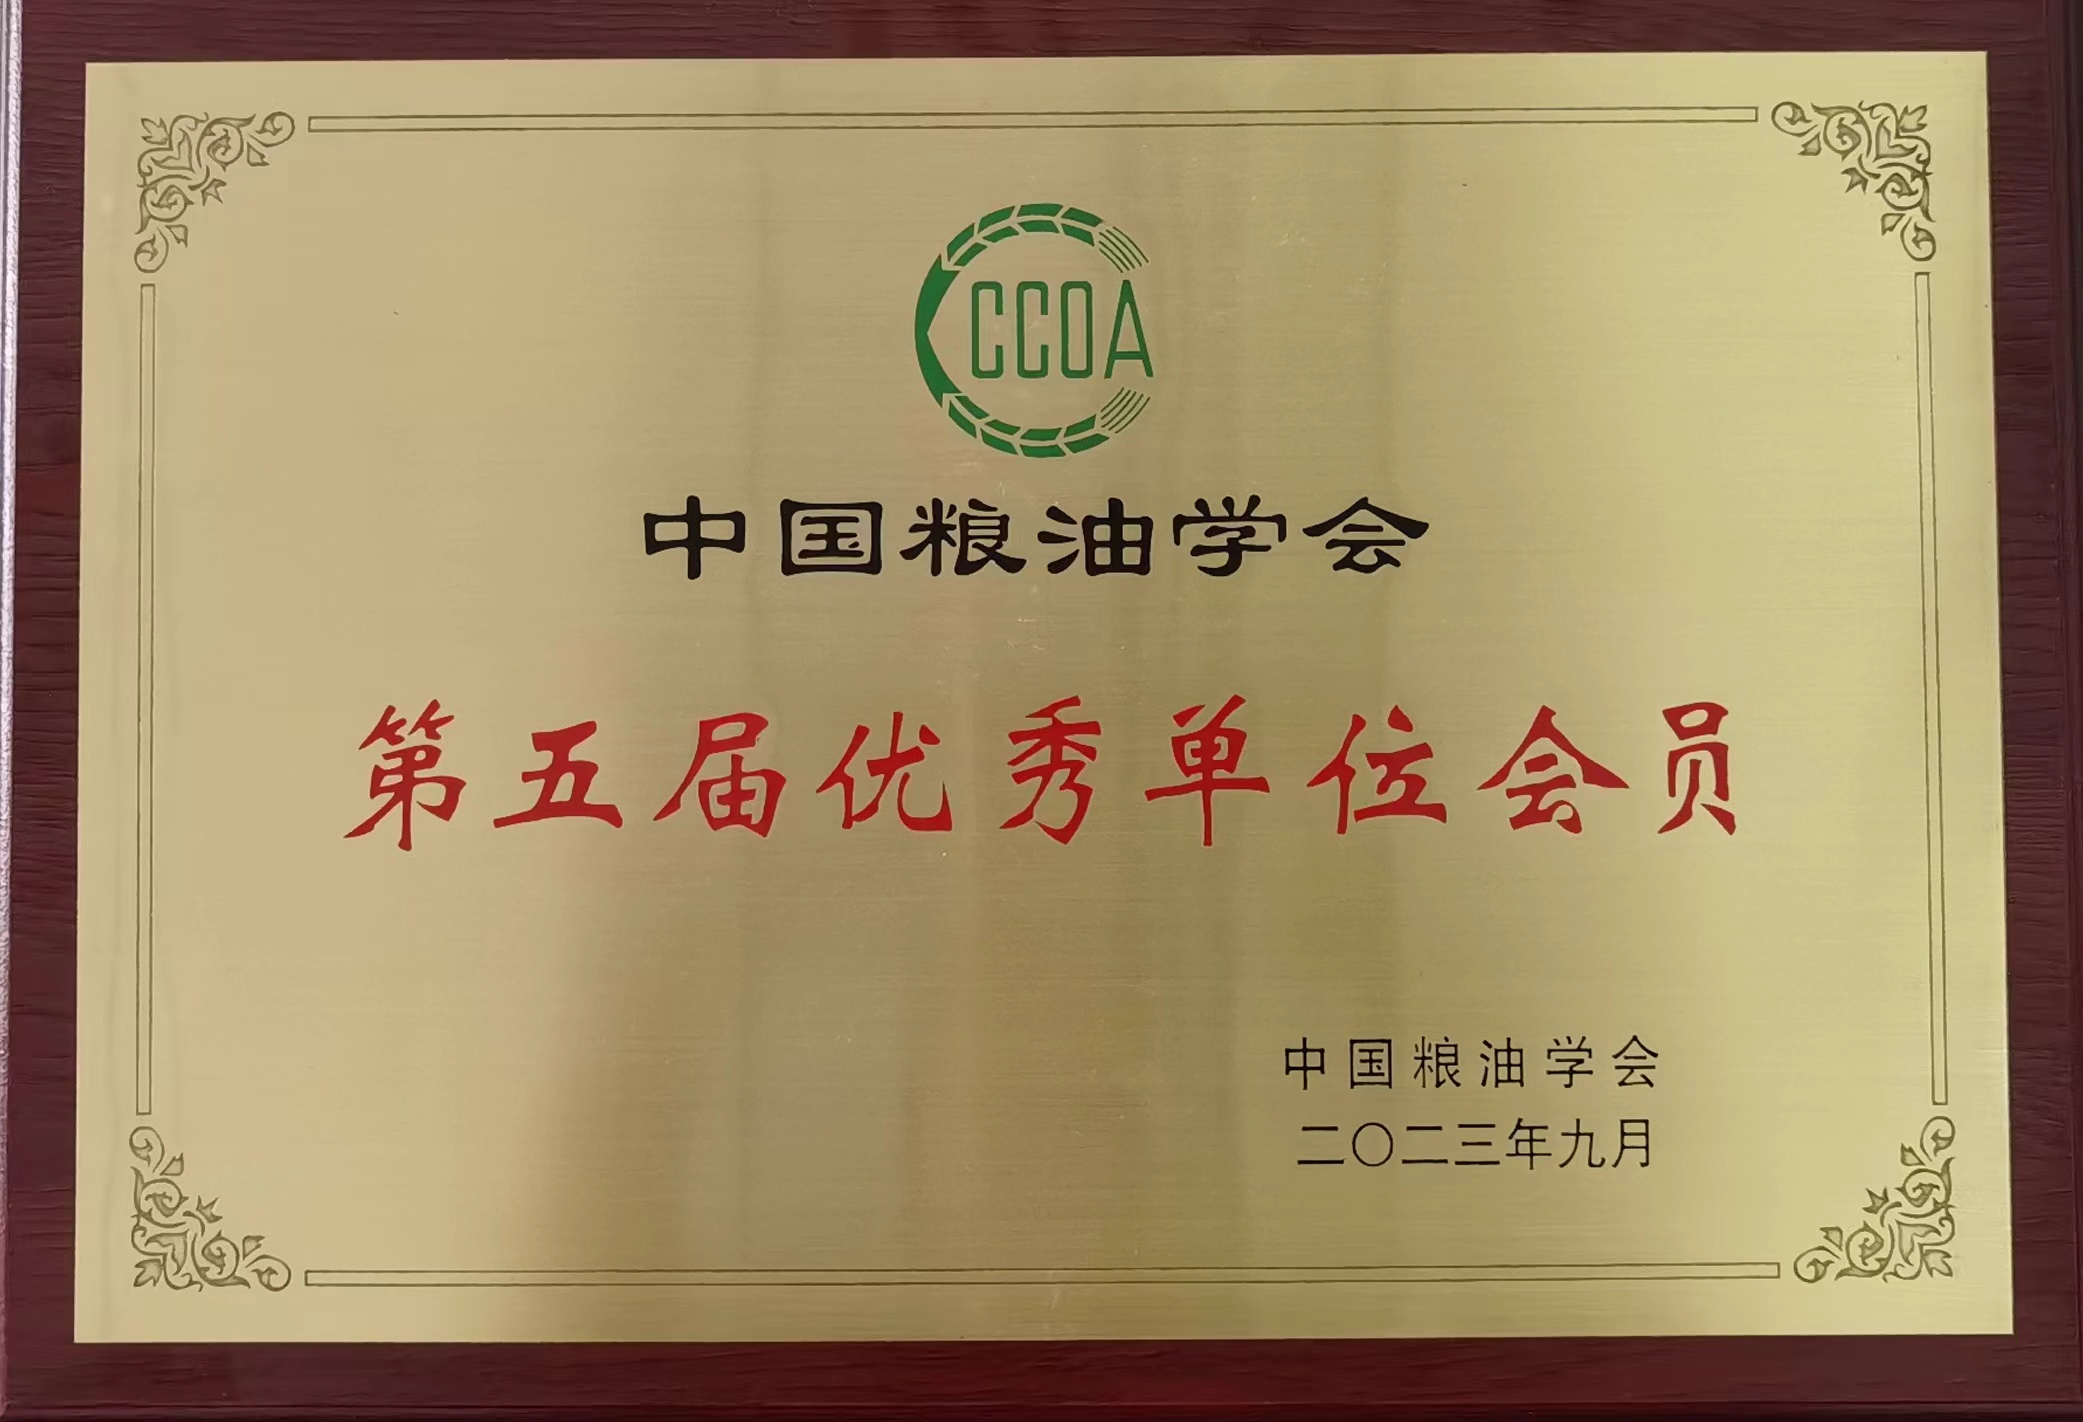 CCOA
中国粮油学会
第五届优秀单位会员
中国粮油学会
二〇二三年九月